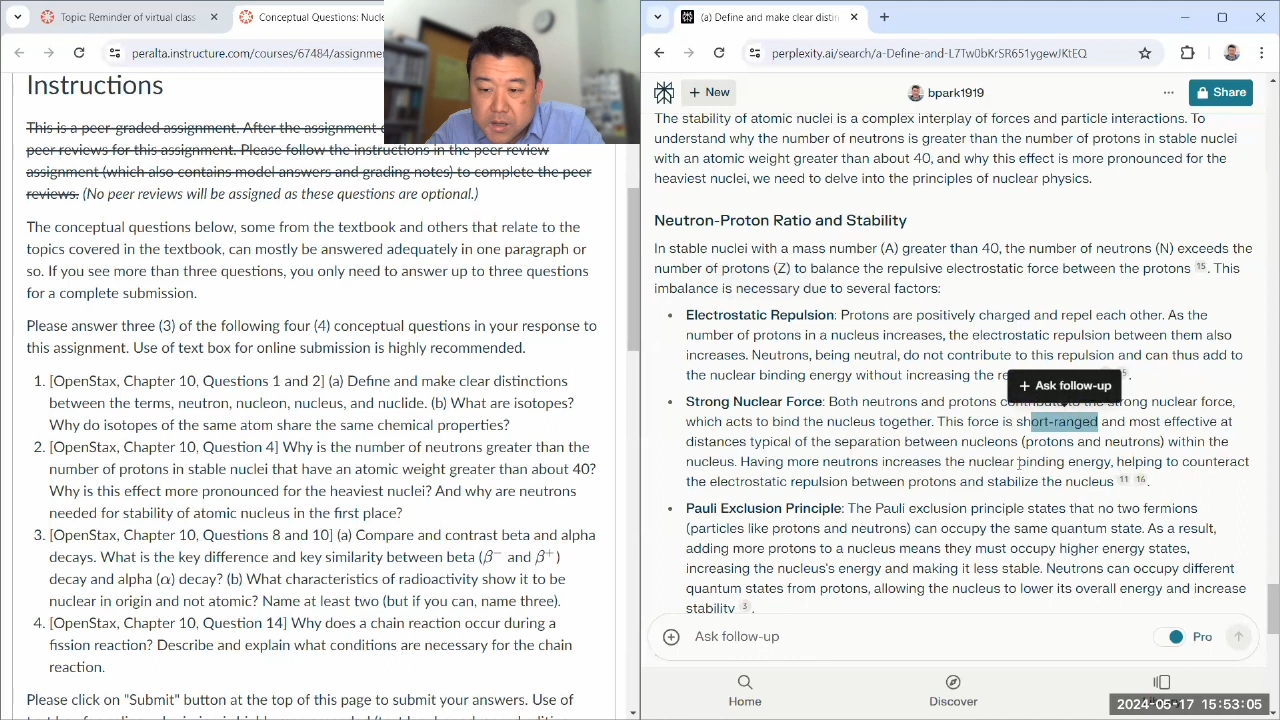 Topic: Reminder of virtual class
Conceptual Questions: Nucle
peralta.instructure.com/courses/67484/assignme
Instructions
This is a peer-graded assignment. After the assignment
peer reviews for this assignment. Please follow the instructions in the peer review
assignment (which also contains model answers and grading notes) to complete the peer
reviews. (No peer reviews will be assigned as these questions are optional.)
The conceptual questions below, some from the textbook and others that relate to the
topics covered in the textbook, can mostly be answered adequately in one paragraph or
so. If you see more than three questions, you only need to answer up to three questions
for a complete submission.
Please answer three (3) of the following four (4) conceptual questions in your response to
this assignment. Use of text box for online submission is highly recommended.
1. [OpenStax, Chapter 10, Questions 1 and 2] (a) Define and make clear distinctions
between the terms, neutron, nucleon, nucleus, and nuclide. (b) What are isotopes?
Why do isotopes of the same atom share the same chemical properties?
2. [OpenStax, Chapter 10, Question 4] Why is the number of neutrons greater than the
number of protons in stable nuclei that have an atomic weight greater than about 40?
Why is this effect more pronounced for the heaviest nuclei? And why are neutrons
needed for stability of atomic nucleus in the first place?
3. [OpenStax, Chapter 10, Questions 8 and 10] (a) Compare and contrast beta and alpha
decays. What is the key difference and key similarity between beta (β− and β+)
decay and alpha (α) decay? (b) What characteristics of radioactivity show it to be
nuclear in origin and not atomic? Name at least two (but if you can, name three).
4. [OpenStax, Chapter 10, Question 14] Why does a chain reaction occur during a
fission reaction? Describe and explain what conditions are necessary for the chain
reaction.
Please click on "Submit" button at the top of this page to submit your answers. Use of
(a) Define and make clear distin
perplexity.ai/search/a-Define-and-L7Tw0bKrSR651ygewJKtEQ
New
bpark1919
Share
The stability of atomic nuclei is a complex interplay of forces and particle interactions. To
understand why the number of neutrons is greater than the number of protons in stable nuclei
with an atomic weight greater than about 40, and why this effect is more pronounced for the
heaviest nuclei, we need to delve into the principles of nuclear physics.
Neutron-Proton Ratio and Stability
In stable nuclei with a mass number (A) greater than 40, the number of neutrons (N) exceeds the
number of protons (Z) to balance the repulsive electrostatic force between the protons 15. This
imbalance is necessary due to several factors:
• Electrostatic Repulsion: Protons are positively charged and repel each other. As the
number of protons in a nucleus increases, the electrostatic repulsion between them also
increases. Neutrons, being neutral, do not contribute to this repulsion and can thus add to
the nuclear binding energy without increasing the re
+ Ask follow-up
• Strong Nuclear Force: Both neutrons and protons contribute to the strong nuclear force,
which acts to bind the nucleus together. This force is short-ranged and most effective at
distances typical of the separation between nucleons (protons and neutrons) within the
nucleus. Having more neutrons increases the nuclear binding energy, helping to counteract
the electrostatic repulsion between protons and stabilize the nucleus 11 16.
• Pauli Exclusion Principle: The Pauli exclusion principle states that no two fermions
(particles like protons and neutrons) can occupy the same quantum state. As a result,
adding more protons to a nucleus means they must occupy higher energy states,
increasing the nucleus's energy and making it less stable. Neutrons can occupy different
quantum states from protons, allowing the nucleus to lower its overall energy and increase
stability 3.
Ask follow-up
Pro
Home
Discover
2024-05-17 15:53:05